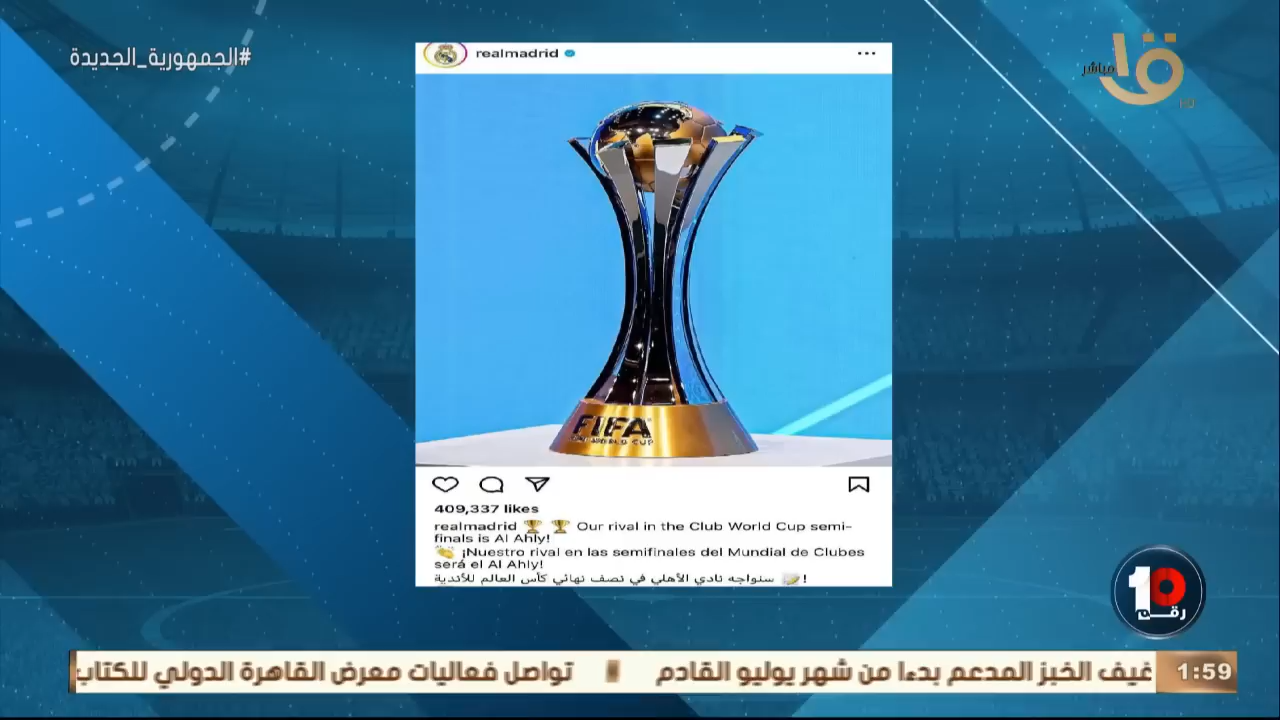 #الجمهورية_الجديدة
مباشر
realmadrid
FIFA
CLUB WORLD CUP
409,337 likes
realmadrid 🏆 🏆 Our rival in the Club World Cup semi-
finals is Al Ahly!
👏 ¡Nuestro rival en las semifinales del Mundial de Clubes
será el Al Ahly!
سنواجه نادي الأهلي في نصف نهائي كأس العالم للأندية 📝 !
رقم 10
1:59
غيف الخبز المدعم بدءا من شهر يوليو القادم
تواصل فعاليات معرض القاهرة الدولي للكتاب